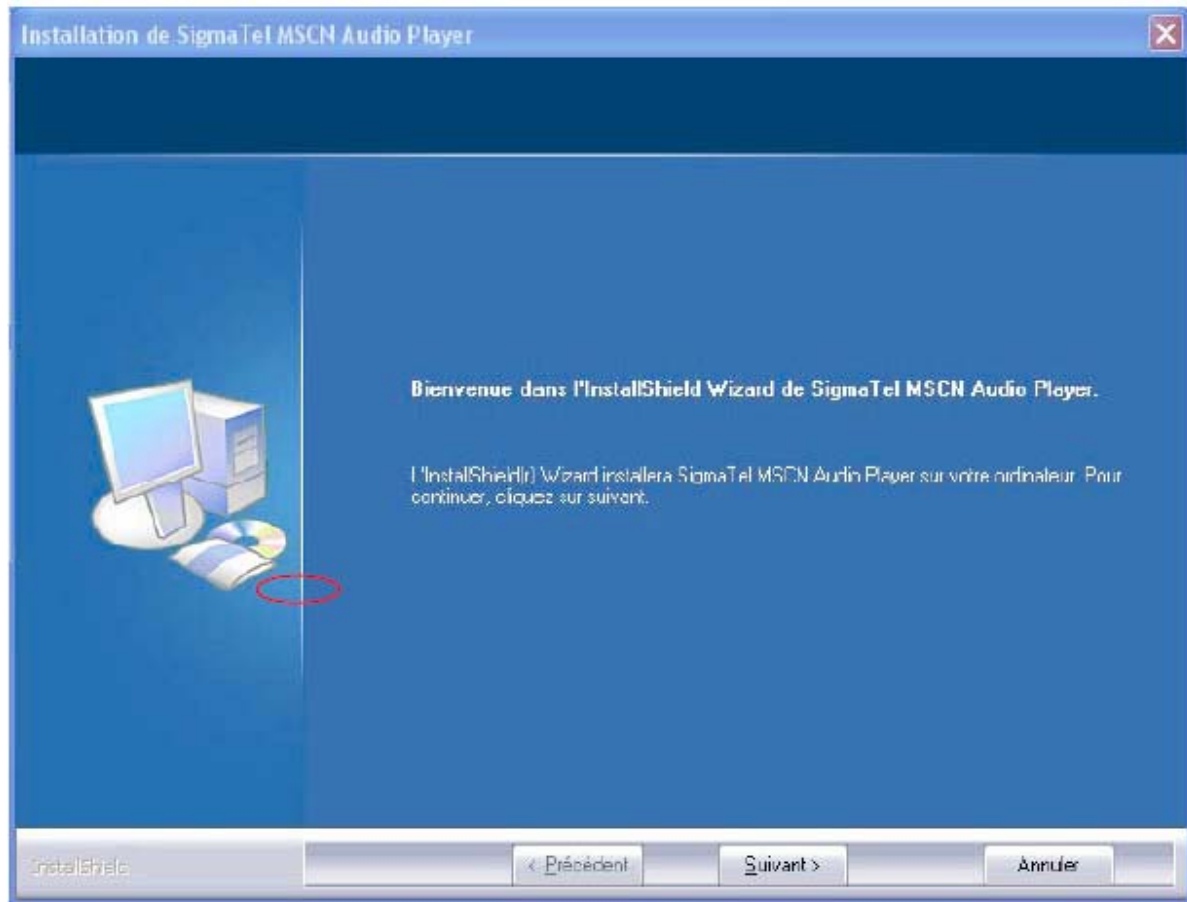 Installation de SigmaTel MSCN Audio Player
Bienvenue dans l'InstallShield Wizard de SigmaTel MSCN Audio Player.
L'InstallShield(r) Wizard installera SigmaTel MSCN Audio Player sur votre ordinateur. Pour
continuer, cliquez sur suivant.
InstallShield
< Précédent
Suivant >
Annuler